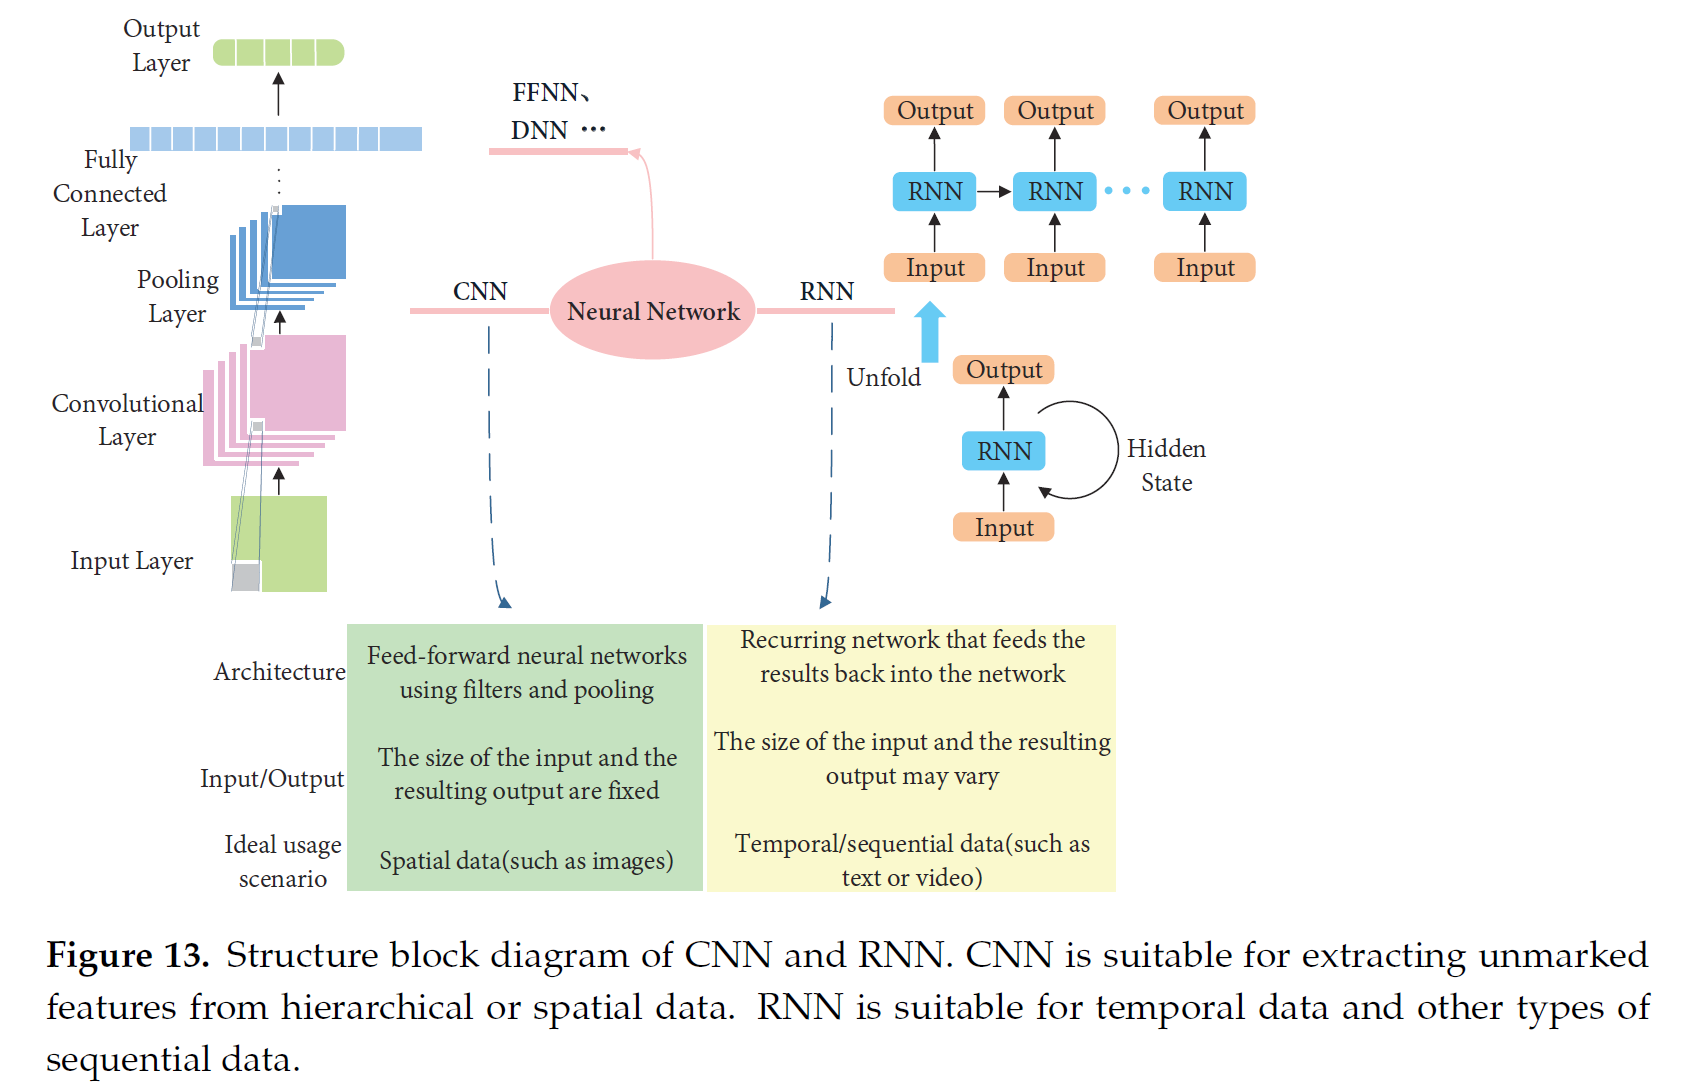 Output
Layer
Fully
Connected
Layer
Pooling
Layer
Convolutional
Layer
Input Layer
FFNN、
DNN ···
CNN
Neural Network
RNN
Output Output Output
RNN RNN ··· RNN
Input Input Input
Unfold
Output
RNN
Hidden
State
Input
Architecture
Feed-forward neural networks
using filters and pooling
Recurring network that feeds the
results back into the network
Input/Output
The size of the input and the
resulting output are fixed
The size of the input and the resulting
output may vary
Ideal usage
scenario
Spatial data(such as images)
Temporal/sequential data(such as
text or video)
Figure 13. Structure block diagram of CNN and RNN. CNN is suitable for extracting unmarked
features from hierarchical or spatial data. RNN is suitable for temporal data and other types of
sequential data.